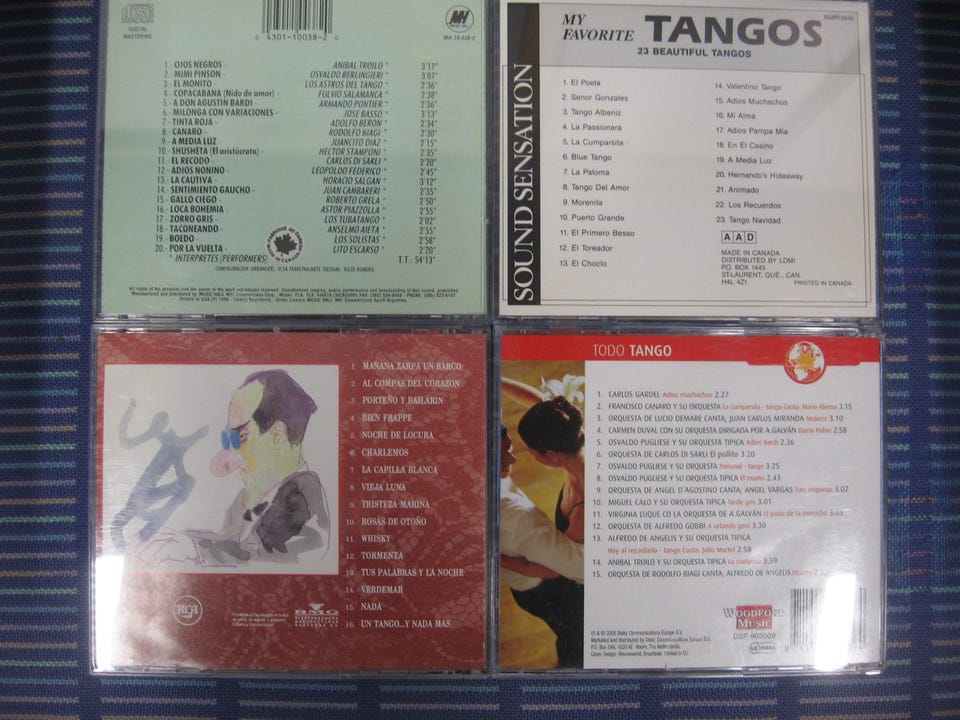 DIGITAL AUDIO
DIGITAL
MASTERING
0 4301-10038-2 0
MH
MH 10.038-2
1.- OJOS NEGROS - ANIBAL TROILO * 3'17"
2.- MIMI PINSON - OSVALDO BERLINGIERI * 3'07"
3.- EL MONITO - LOS ASTROS DEL TANGO * 2'36"
4.- COPACABANA (Nido de amor) - FULVIO SALAMANCA * 2'38"
5.- A DON AGUSTIN BARDI - ARMANDO PONTIER * 2'36"
6.- MILONGA CON VARIACIONES - JOSE BASSO * 3'13"
7.- TINTA ROJA - ADOLFO BERON * 2'34"
8.- CANARO - RODOLFO BIAGI * 2'30"
9.- A MEDIA LUZ - JUANCITO DIAZ * 2'15"
10.- SHUSHETA (El aristócrata) - HECTOR STAMPONI * 2'35"
11.- EL RECODO - CARLOS DI SARLI * 2'20"
12.- ADIOS NONINO - LEOPOLDO FEDERICO * 2'45"
13.- LA CAUTIVA - HORACIO SALGAN * 3'12"
14.- SENTIMIENTO GAUCHO - JUAN CAMBARERI * 2'35"
15.- GALLO CIEGO - ROBERTO GRELA * 2'50"
16.- LOCA BOHEMIA - ASTOR PIAZZOLLA * 2'55"
17.- ZORRO GRIS - LOS TUBATANGO * 2'02"
18.- TACONEANDO - ANSELMO AIETA * 2'55"
19.- BOEDO - LOS SOLISTAS * 2'58"
20.- POR LA VUELTA - LITO ESCARSO * 2'20"
* INTERPRETES (PERFORMERS) T.T.: 54'13"
MY
FAVORITE
TANGOS
23 BEAUTIFUL TANGOS
SOUND SENSATION
1. El Poeta
2. Senor Gonzales
3. Tango Albeniz
4. La Passionara
5. La Cumparsita
6. Blue Tango
7. La Paloma
8. Tango Del Amor
9. Morenita
10. Puerto Grande
11. El Primero Besso
12. El Toreador
13. El Choclo
14. Valentino Tango
15. Adios Muchachos
16. Mi Alma
17. Adios Pampa Mia
18. En El Casino
19. A Media Luz
20. Hernando's Hideaway
21. Animado
22. Los Recuerdos
23. Tango Navidad
AAD
MADE IN CANADA
DISTRIBUTED BY LDMI
PO. BOX 1445
ST-LAURENT, QUE., CAN.
H4L 4Z1
PRINTED IN CANADA
1. MAÑANA ZARPA UN BARCO
2. AL COMPAS DEL CORAZON
3. PORTEÑO Y BAILARIN
4. BIEN FRAPPE
5. NOCHE DE LOCURA
6. CHARLEMOS
7. LA CAPILLA BLANCA
8. VIEJA LUNA
9. TRISTEZA MARINA
10. ROSAS DE OTOÑO
11. WHISKY
12. TORMENTA
13. TUS PALABRAS Y LA NOCHE
14. VERDEMAR
15. NADA
16. UN TANGO...Y NADA MAS
RCA
BMG
TODO TANGO
1. CARLOS GARDEL Adios muchachos 2.27
2. FRANCISCO CANARO Y SU ORQUESTA La cumparsita - tango Canta: Mario Alonso 3.15
3. ORQUESTA DE LUCIO DEMARE CANTA; JUAN CARLOS MIRANDA Malena 3.10
4. CARMEN DUVAL CON SU ORQUESTA DIRIGADA POR A.GALVÁN Barrio Pobre 2.58
5. OSVALDO PUGLIESE Y SU ORQUESTA TIPICA Adios Bardi 2.36
6. ORQUESTA DE CARLOS DI SARLI El pollito 3.20
7. OSVALDO PUGLIESE Y SU ORQUESTA Pasional - tango 3.25
8. OSVALDO PUGLIESE Y SU ORQUESTA TIPICA El monito 2.43
9. ORQUESTA DE ANGEL D'AGOSTINO CANTA; ANGEL VARGAS Tres esquinas 3.02
10. MIGUEL CALO Y SU ORQUESTA TIPICA Tarde gris 3.01
11. VIRGINIA LUQUE CO LA ORQUESTA DE A.GALVÁN El patio de la morocha 3.03
12. ORQUESTA DE ALFREDO GOBBI A orlando goni 3.30
13. ALFREDO DE ANGELIS Y SU ORQUESTA TIPICA
Hoy al recordarla - tango Canta: Julio Martel 2.58
14. ANIBAL TROILO Y SU ORQUESTA TIPICA La mariposa 3.59
15. ORQUESTA DE RODOLFO BIAGI CANTA; ALFREDO DE ANGELIS
WOODFORD
MUSIC
DSP 903009
℗ & © 2005 Disky Communications Europe B.V.
Marketed and distributed by Disky Communications Europe B.V.